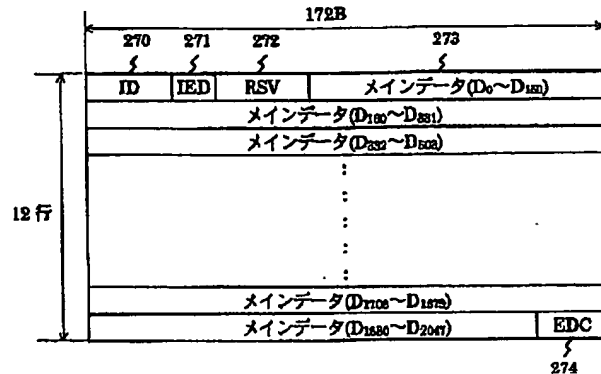 172B
270 271 272 273
ID IED RSV メインデータ(D₀～D₁₅₉)
メインデータ(D₁₆₀～D₃₃₁)
メインデータ(D₃₃₂～D₅₀₃)
12行
メインデータ(D₁₇₀₈～D₁₈₇₉)
メインデータ(D₁₈₈₀～D₂₀₄₇) EDC
274